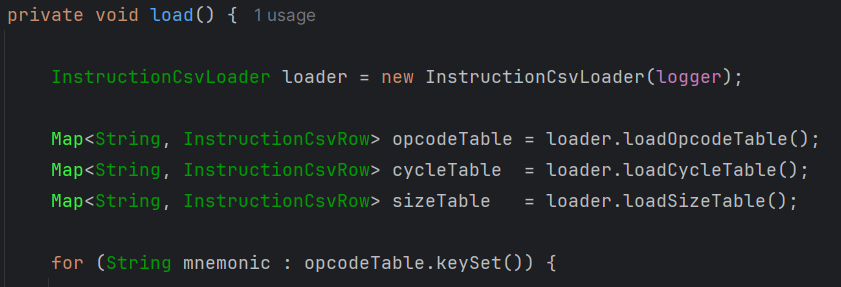 private void load() { 1 usage
InstructionCsvLoader loader = new InstructionCsvLoader(logger);
Map<String, InstructionCsvRow> opcodeTable = loader.loadOpcodeTable();
Map<String, InstructionCsvRow> cycleTable  = loader.loadCycleTable();
Map<String, InstructionCsvRow> sizeTable   = loader.loadSizeTable();
for (String mnemonic : opcodeTable.keySet()) {